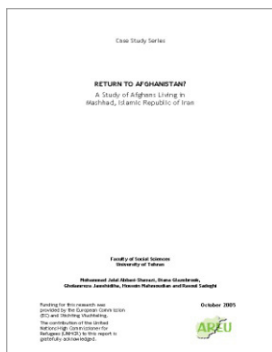 Case Study Series
RETURN TO AFGHANISTAN?
A Study of Afghans Living in
Mashhad, Islamic Republic of Iran
Faculty of Social Sciences
University of Tehran
Mohammad Jalal Abbasi-Shavazi, Diana Glazebrook,
Gholamreza Jamshidiha, Hossein Mahmoudian and Rasoul Sadeghi
Funding for this research was
provided by the European Commission
(EC) and Stichting Vluchteling.
The contribution of the United
Nations High Commissioner for
Refugees (UNHCR) to this report is
gratefully acknowledged.
October 2005
AREU